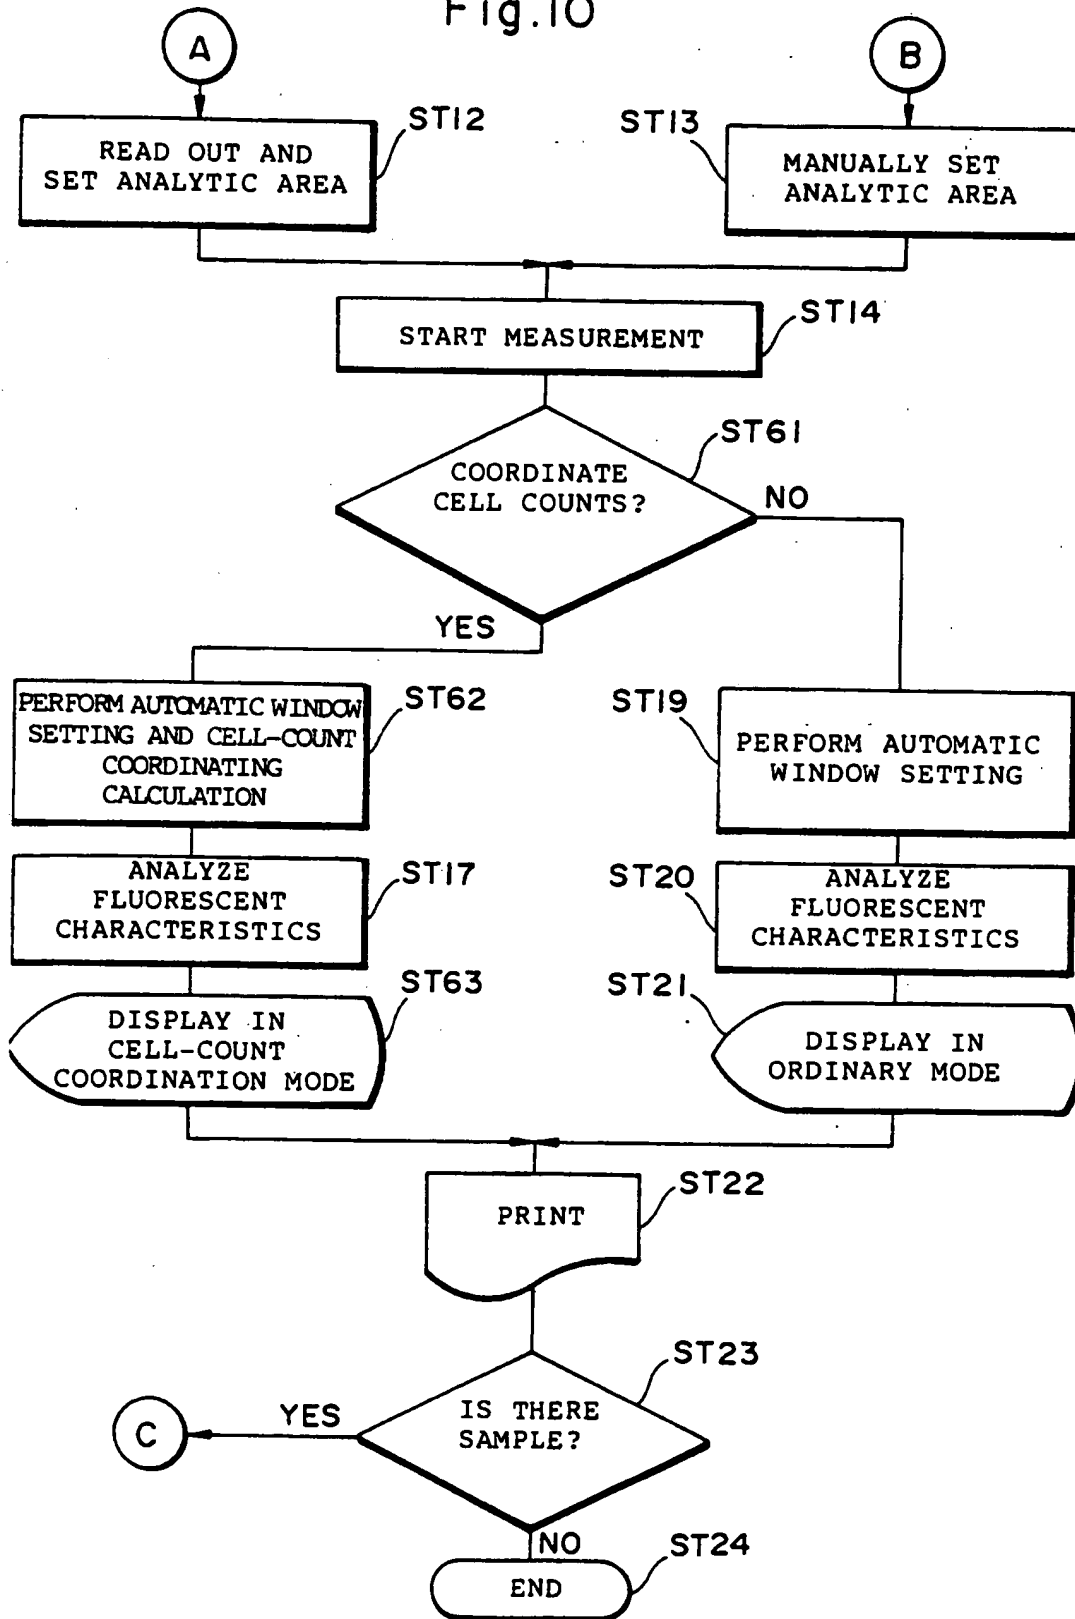 Fig.10
A
B
ST12
ST13
READ OUT AND
SET ANALYTIC AREA
MANUALLY SET
ANALYTIC AREA
ST14
START MEASUREMENT
ST61
COORDINATE
CELL COUNTS?
NO
YES
ST62
PERFORM AUTOMATIC WINDOW
SETTING AND CELL-COUNT
COORDINATING
CALCULATION
ST19
PERFORM AUTOMATIC
WINDOW SETTING
ST17
ANALYZE
FLUORESCENT
CHARACTERISTICS
ST20
ANALYZE
FLUORESCENT
CHARACTERISTICS
ST63
DISPLAY IN
CELL-COUNT
COORDINATION MODE
ST21
DISPLAY IN
ORDINARY MODE
ST22
PRINT
ST23
IS THERE
SAMPLE?
YES
C
NO
ST24
END